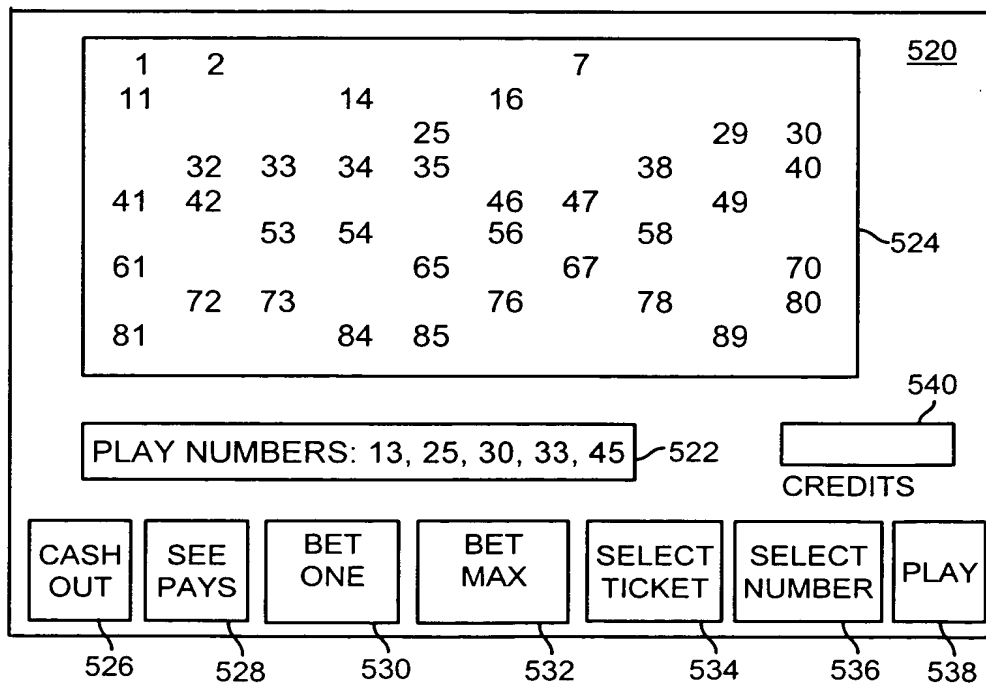 520
1 2 7
11 14 16
25 29 30
32 33 34 35 38 40
41 42 46 47 49
53 54 56 58
524
61 65 67 70
72 73 76 78 80
81 84 85 89
540
PLAY NUMBERS: 13, 25, 30, 33, 45
522
CREDITS
CASH
OUT
SEE
PAYS
BET
ONE
BET
MAX
SELECT
TICKET
SELECT
NUMBER
PLAY
526 528 530 532 534 536 538